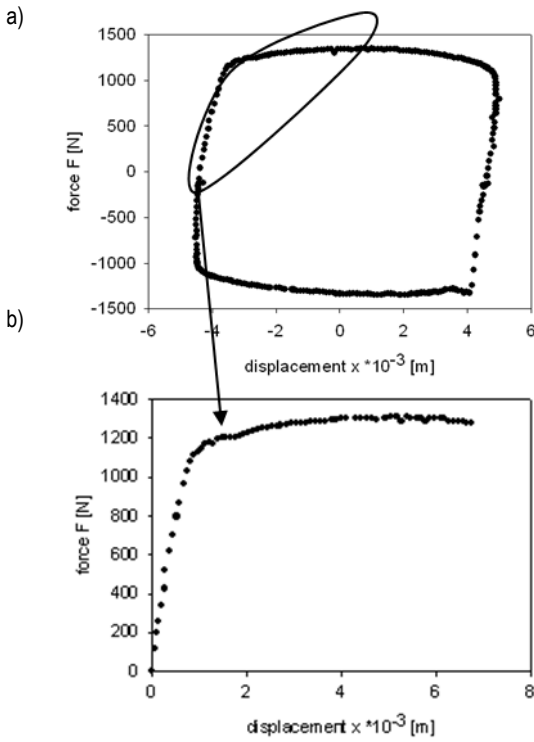 a)
1500
1000
500
0
-500
-1000
-1500
force F [N]
-6 -4 -2 0 2 4 6
displacement x *10⁻³ [m]
b)
1400
1200
1000
800
600
400
200
0
force F [N]
0 2 4 6 8
displacement x *10⁻³ [m]